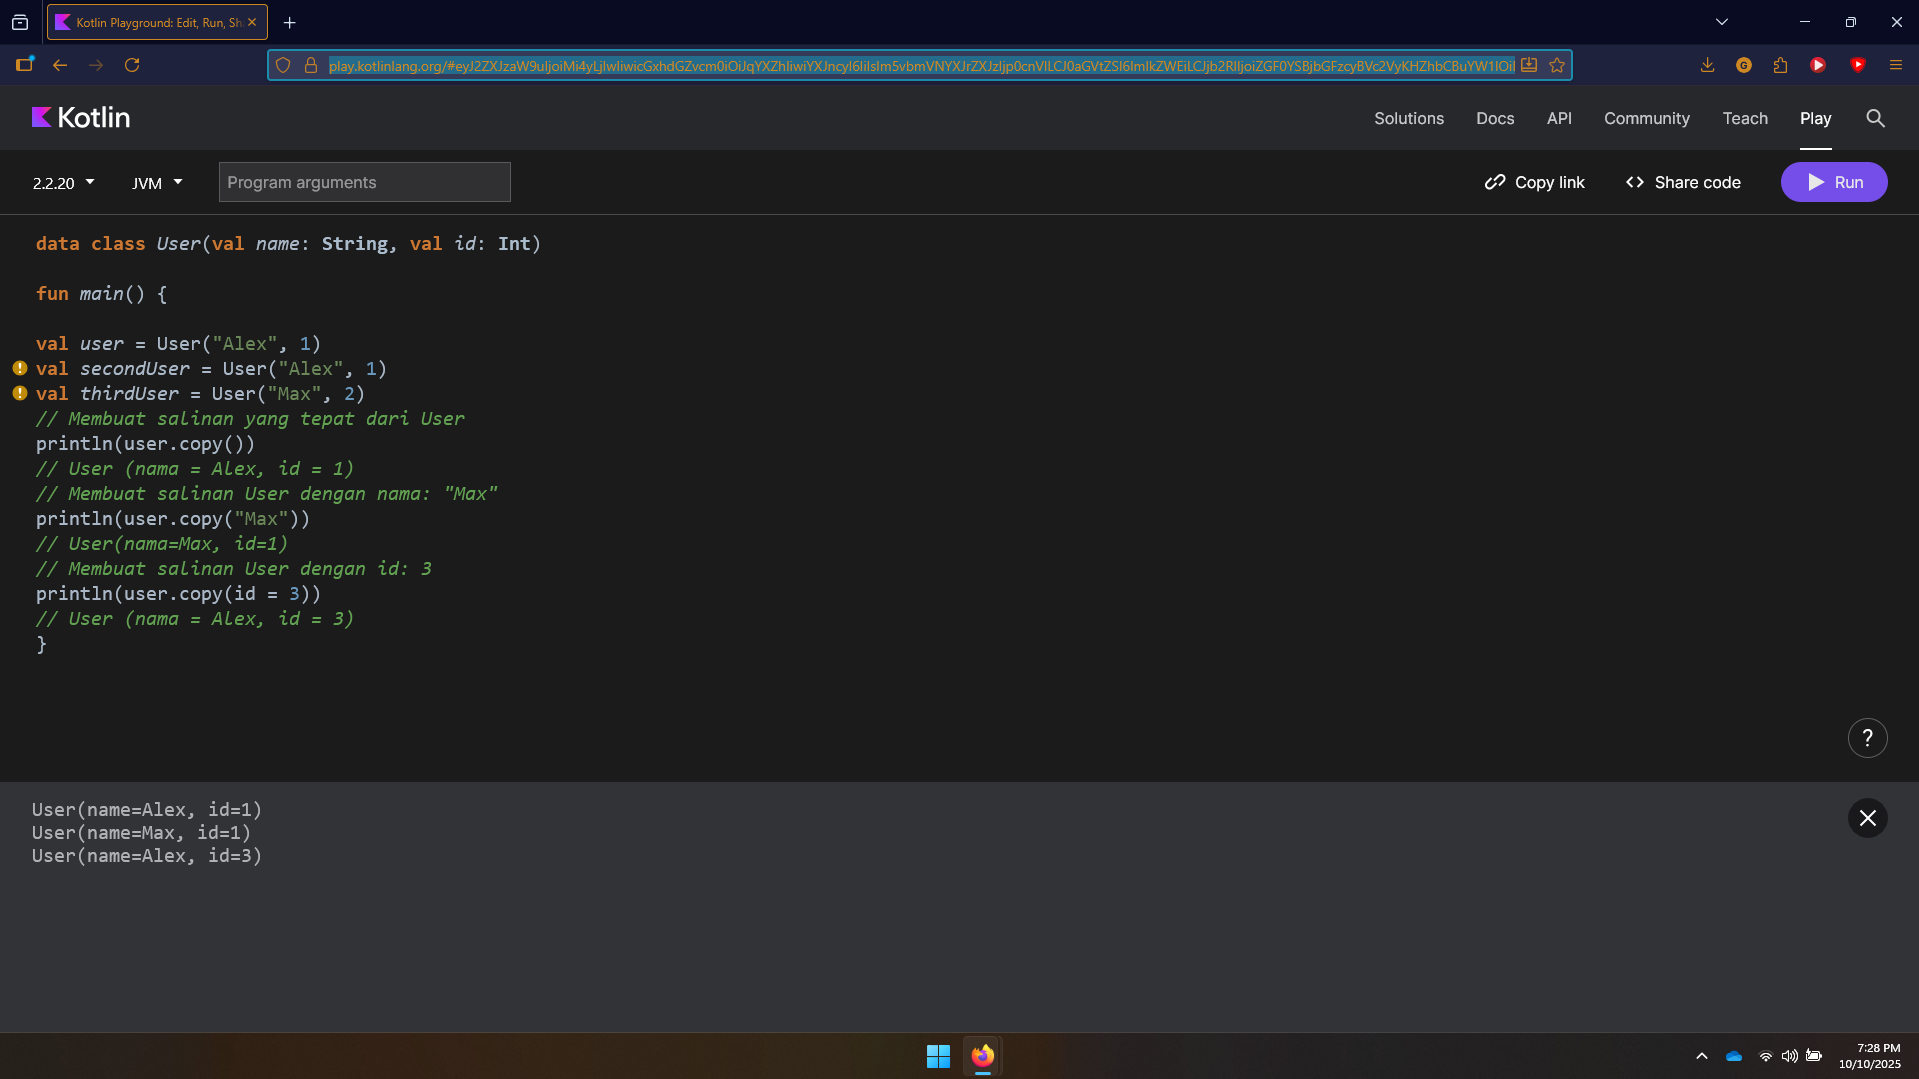 Kotlin Playground: Edit, Run, Sh
Kotlin
Solutions
Docs
API
Community
Teach
Play
2.2.20
JVM
Program arguments
Copy link
Share code
Run
data class User(val name: String, val id: Int)
fun main() {
val user = User("Alex", 1)
val secondUser = User("Alex", 1)
val thirdUser = User("Max", 2)
// Membuat salinan yang tepat dari User
println(user.copy())
// User (nama = Alex, id = 1)
// Membuat salinan User dengan nama: "Max"
println(user.copy("Max"))
// User(nama=Max, id=1)
// Membuat salinan User dengan id: 3
println(user.copy(id = 3))
// User (nama = Alex, id = 3)
}
?
User(name=Alex, id=1)
User(name=Max, id=1)
User(name=Alex, id=3)
7:28 PM
10/10/2025